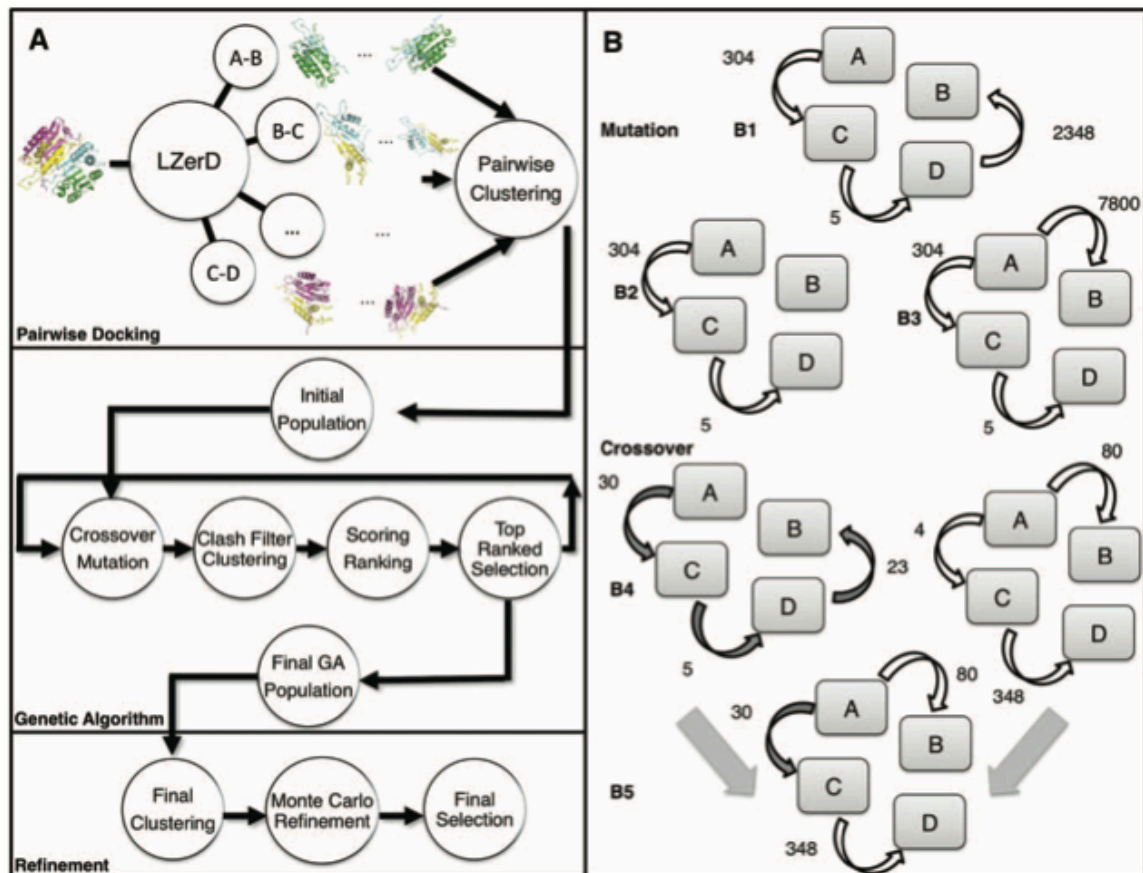 A
A-B
...
B-C
LZerD
...
Pairwise
Clustering
...
...
C-D
...
Pairwise Docking
Initial
Population
Crossover
Mutation
Clash Filter
Clustering
Scoring
Ranking
Top
Ranked
Selection
Final GA
Population
Genetic Algorithm
Final
Clustering
Monte Carlo
Refinement
Final
Selection
Refinement
B
304
A
B
Mutation
B1
C
2348
D
5
7800
304
A
B
B2
C
D
5
304
A
B
B3
C
D
5
Crossover
30
A
B
C
23
B4
D
5
80
A
4
B
C
D
348
80
30
A
B
C
B5
D
348